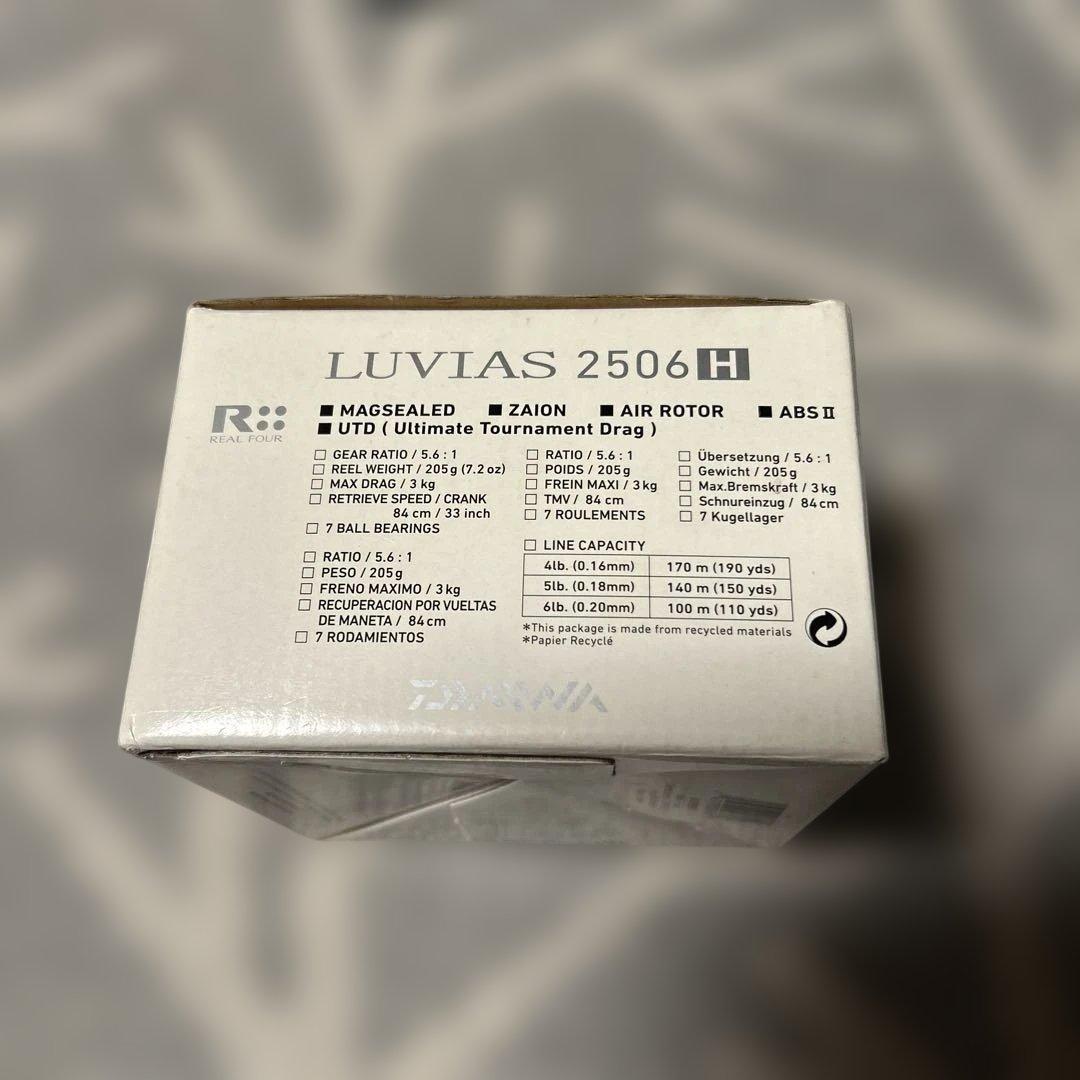 LUVIAS 2506 H
R
REAL FOUR
■ MAGSEALED ■ ZAION ■ AIR ROTOR ■ ABS II
■ UTD ( Ultimate Tournament Drag )
□ GEAR RATIO / 5.6 : 1
□ REEL WEIGHT / 205 g (7.2 oz)
□ MAX DRAG / 3 kg
□ RETRIEVE SPEED / CRANK
84 cm / 33 inch
□ 7 BALL BEARINGS
□ RATIO / 5.6 : 1
□ POIDS / 205 g
□ FREIN MAXI / 3 kg
□ TMV / 84 cm
□ 7 ROULEMENTS
□ Übersetzung / 5.6 : 1
□ Gewicht / 205 g
□ Max.Bremskraft / 3 kg
□ Schnureinzug / 84 cm
□ 7 Kugellager
□ RATIO / 5.6 : 1
□ PESO / 205 g
□ FRENO MAXIMO / 3 kg
□ RECUPERACION POR VUELTAS
DE MANETA / 84 cm
□ 7 RODAMIENTOS
□ LINE CAPACITY
4lb. (0.16mm) 170 m (190 yds)
5lb. (0.18mm) 140 m (150 yds)
6lb. (0.20mm) 100 m (110 yds)
*This package is made from recycled materials
*Papier Recyclé
DAIWA